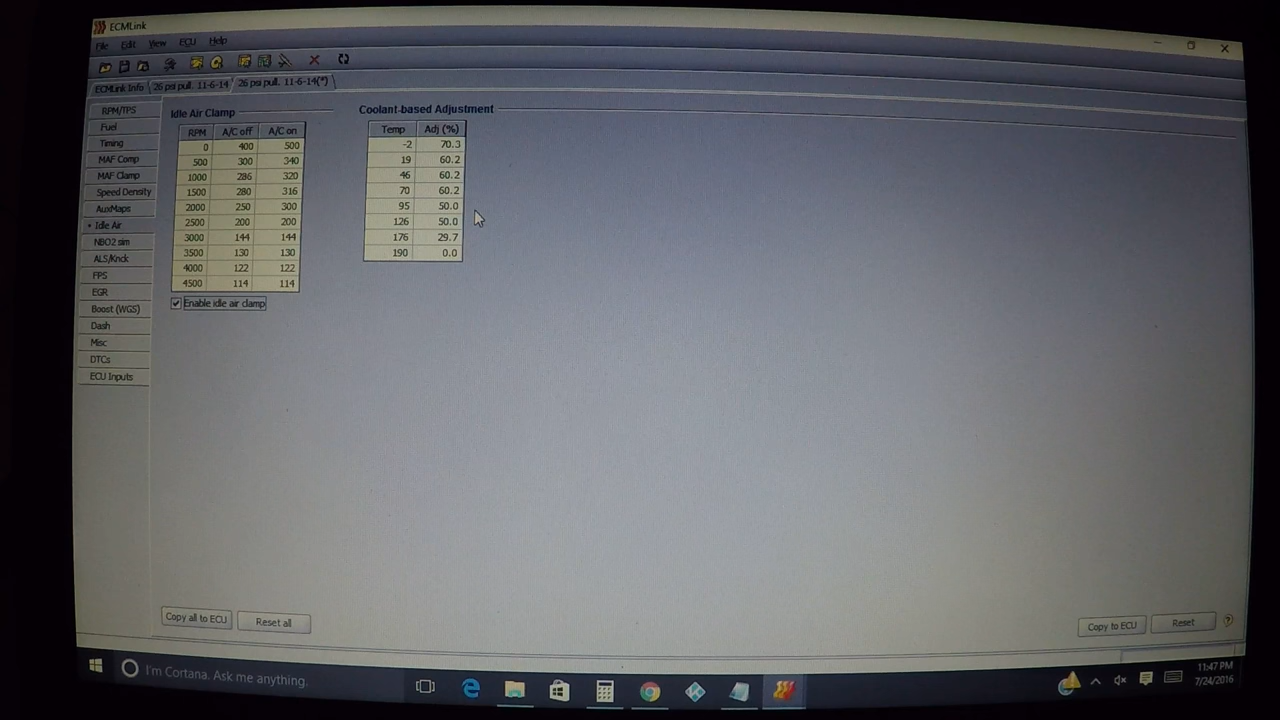 ECMLink
File Edit View ECU Help
ECMLink Info 26 psi pull. 11-6-14 26 psi pull. 11-6-14(*)
RPM/TPS
Fuel
Timing
MAF Comp
MAF Clamp
Speed Density
AuxMaps
• Idle Air
NBO2 sim
ALS/Knck
FPS
EGR
Boost (WGS)
Dash
Misc
DTCs
ECU Inputs
Idle Air Clamp
RPM A/C off A/C on
0 400 500
500 300 340
1000 286 320
1500 280 316
2000 250 300
2500 200 200
3000 144 144
3500 130 130
4000 122 122
4500 114 114
Enable idle air clamp
Coolant-based Adjustment
Temp Adj (%)
-2 70.3
19 60.2
46 60.2
70 60.2
95 50.0
126 50.0
176 29.7
190 0.0
Copy all to ECU Reset all
Copy to ECU Reset ?
I'm Cortana. Ask me anything.
11:47 PM
7/24/2016